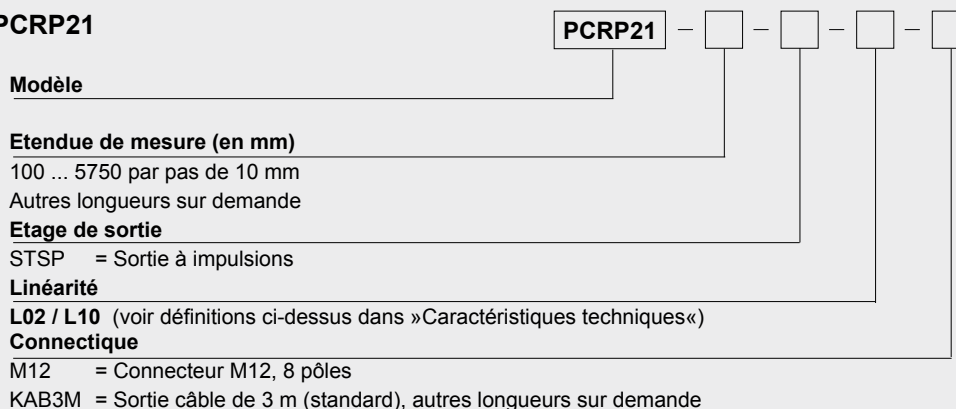 PCRP21
PCRP21 – – – –
Modèle
Etendue de mesure (en mm)
100 ... 5750 par pas de 10 mm
Autres longueurs sur demande
Etage de sortie
STSP = Sortie à impulsions
Linéarité
L02 / L10 (voir définitions ci-dessus dans »Caractéristiques techniques«)
Connectique
M12 = Connecteur M12, 8 pôles
KAB3M = Sortie câble de 3 m (standard), autres longueurs sur demande